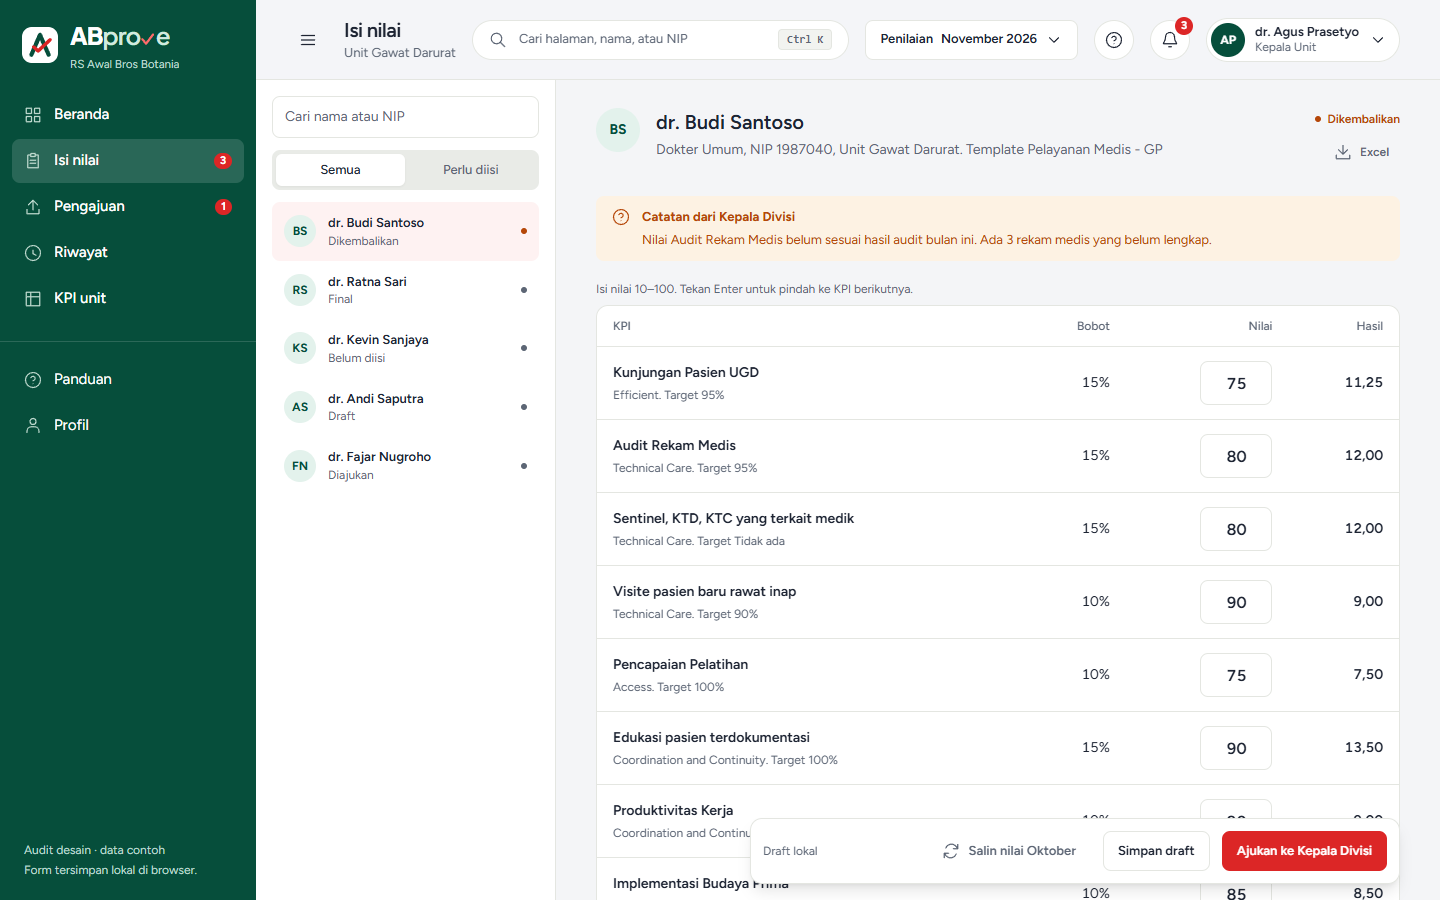 ABprove
RS Awal Bros Botania
Beranda
Isi nilai 3
Pengajuan 1
Riwayat
KPI unit
Panduan
Profil
Audit desain · data contoh
Form tersimpan lokal di browser.
Isi nilai
Unit Gawat Darurat
Cari halaman, nama, atau NIP
Ctrl K
Penilaian November 2026
3
AP
dr. Agus Prasetyo
Kepala Unit
Cari nama atau NIP
Semua
Perlu diisi
BS
dr. Budi Santoso
Dikembalikan
RS
dr. Ratna Sari
Final
KS
dr. Kevin Sanjaya
Belum diisi
AS
dr. Andi Saputra
Draft
FN
dr. Fajar Nugroho
Diajukan
BS
dr. Budi Santoso
Dokter Umum, NIP 1987040, Unit Gawat Darurat. Template Pelayanan Medis - GP
Dikembalikan
Excel
Catatan dari Kepala Divisi
Nilai Audit Rekam Medis belum sesuai hasil audit bulan ini. Ada 3 rekam medis yang belum lengkap.
Isi nilai 10–100. Tekan Enter untuk pindah ke KPI berikutnya.
KPI Bobot Nilai Hasil
Kunjungan Pasien UGD
Efficient. Target 95%
15% 75 11,25
Audit Rekam Medis
Technical Care. Target 95%
15% 80 12,00
Sentinel, KTD, KTC yang terkait medik
Technical Care. Target Tidak ada
15% 80 12,00
Visite pasien baru rawat inap
Technical Care. Target 90%
10% 90 9,00
Pencapaian Pelatihan
Access. Target 100%
10% 75 7,50
Edukasi pasien terdokumentasi
Coordination and Continuity. Target 100%
15% 90 13,50
Produktivitas Kerja
Coordination and
Draft lokal
Salin nilai Oktober
Simpan draft
Ajukan ke Kepala Divisi
Implementasi Budaya Prima
10% 85 8,50